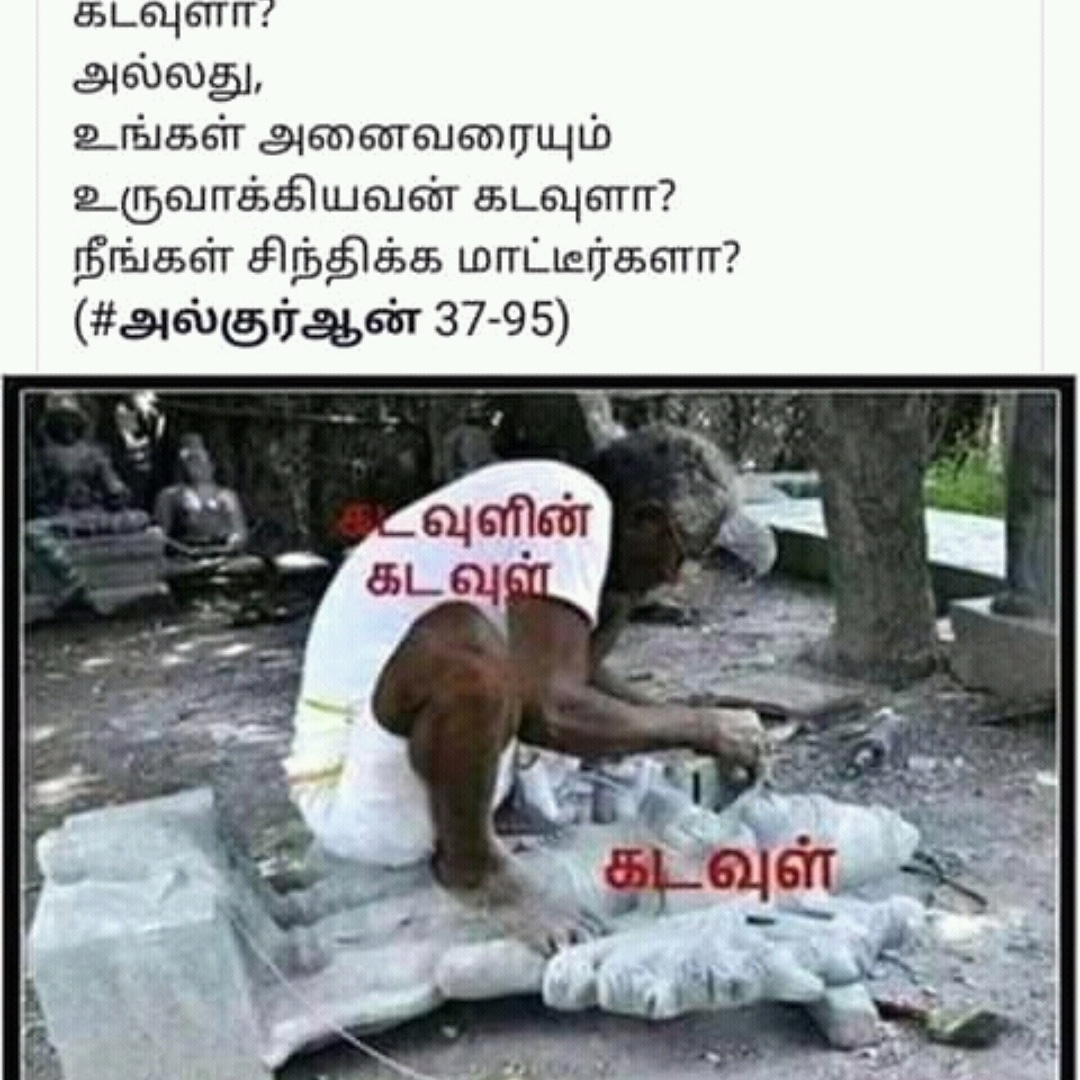 கடவுளா?
அல்லது,
உங்கள் அனைவரையும்
உருவாக்கியவன் கடவுளா?
நீங்கள் சிந்திக்க மாட்டீர்களா?
(#அல்குர்ஆன் 37-95)
கடவுளின்
கடவுள்
கடவுள்